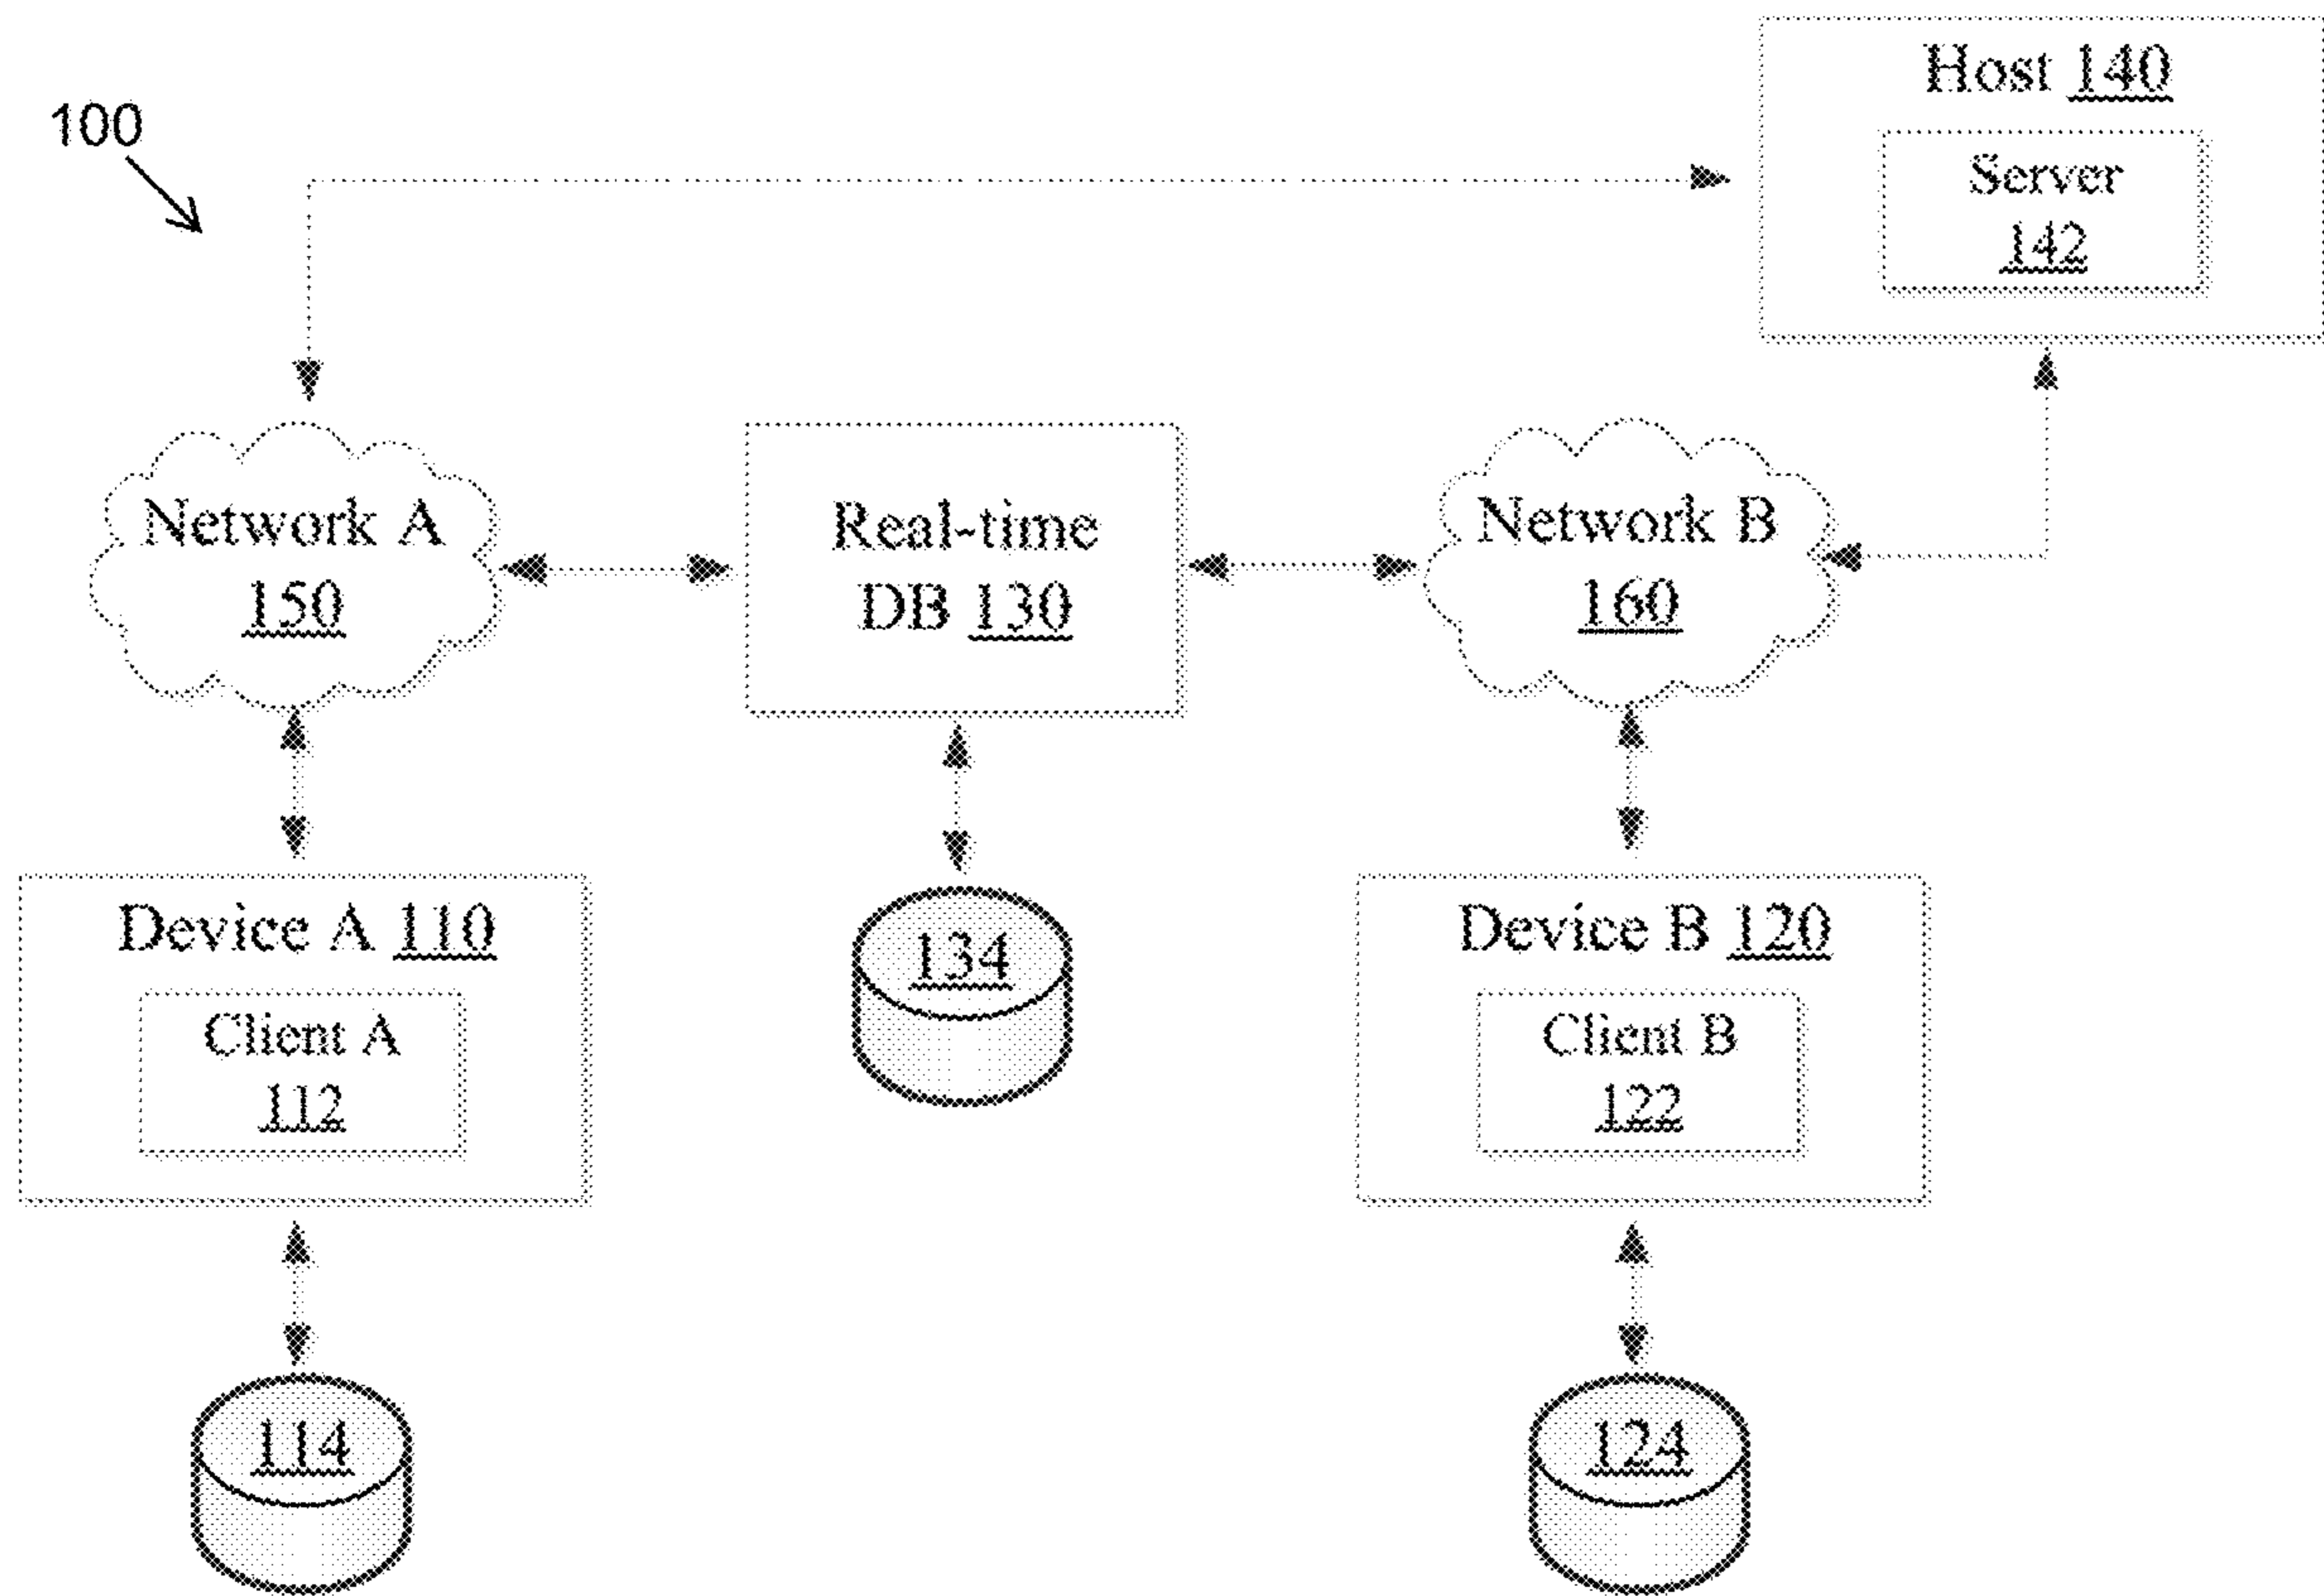 Host 140
100
Server
142
Network A
150
Real-time
DB 130
Network B
160
Device A 110
Client A
112
134
Device B 120
Client B
122
114
124